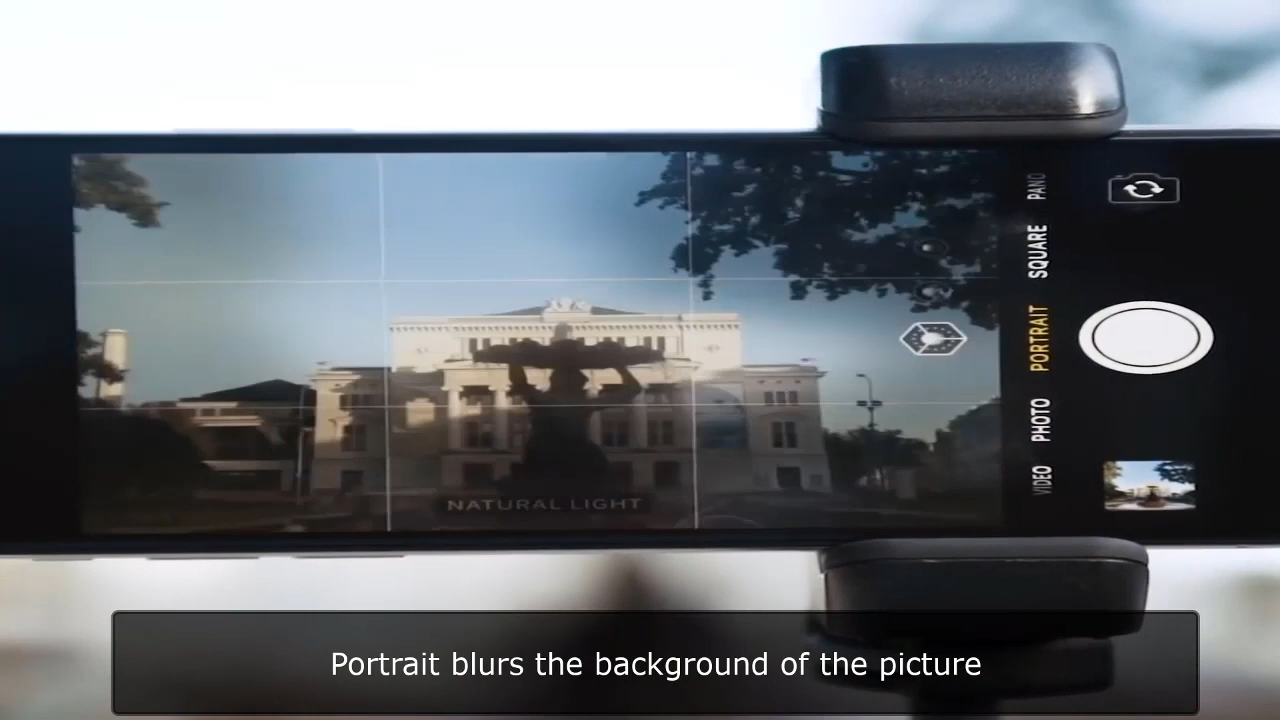 PANO
SQUARE
PORTRAIT
PHOTO
VIDEO
NATURAL LIGHT
Portrait blurs the background of the picture